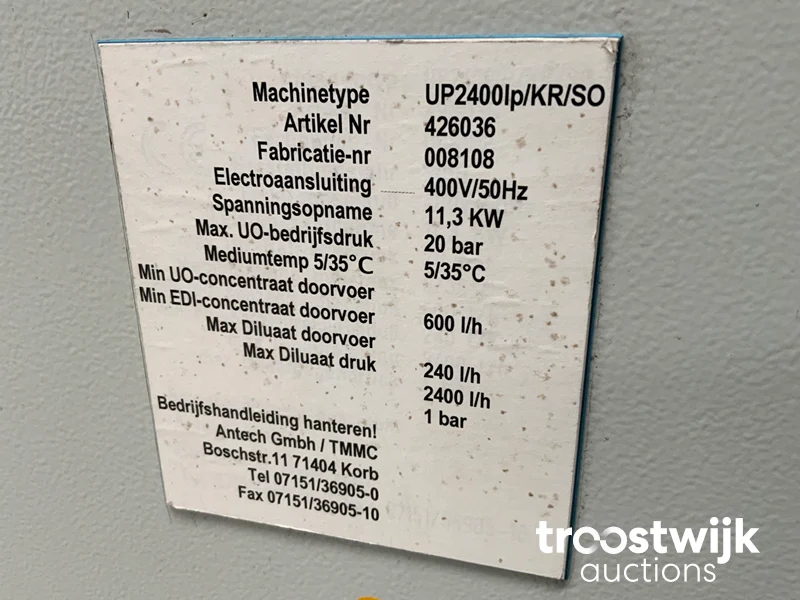 Machinetype UP2400lp/KR/SO
Artikel Nr 426036
Fabricatie-nr 008108
Electroaansluiting 400V/50Hz
Spanningsopname 11,3 KW
Max. UO-bedrijfsdruk 20 bar
Mediumtemp 5/35°C 5/35°C
Min UO-concentraat doorvoer 600 l/h
Min EDI-concentraat doorvoer 240 l/h
Max Diluaat doorvoer 2400 l/h
Max Diluaat druk 1 bar
Bedrijfshandleiding hanteren!
Antech Gmbh / TMMC
Boschstr.11 71404 Korb
Tel 07151/36905-0
Fax 07151/36905-10
troostwijk
auctions